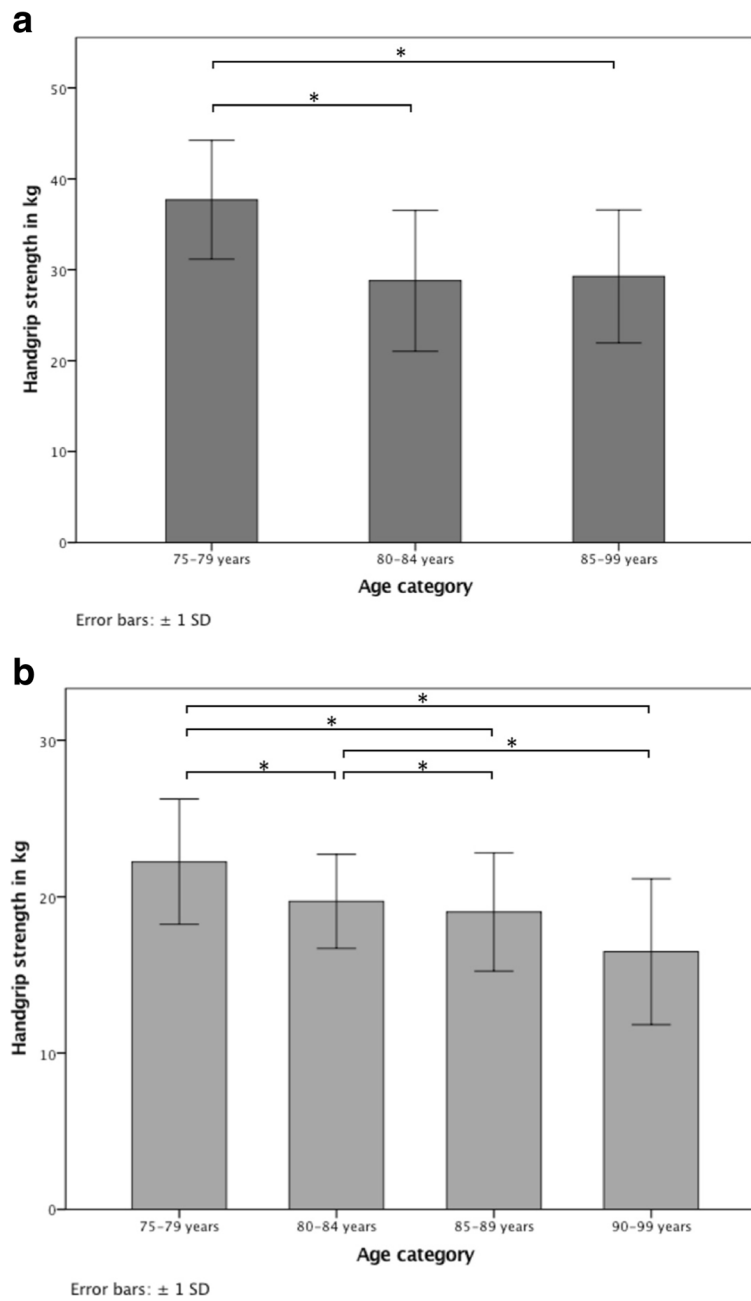 a
*
*
50
40
30
20
10
0
Handgrip strength in kg
75–79 years 80–84 years 85–99 years
Age category
Error bars: ± 1 SD
b
*
*
*
* *
30
20
10
0
Handgrip strength in kg
75–79 years 80–84 years 85–89 years 90–99 years
Age category
Error bars: ± 1 SD